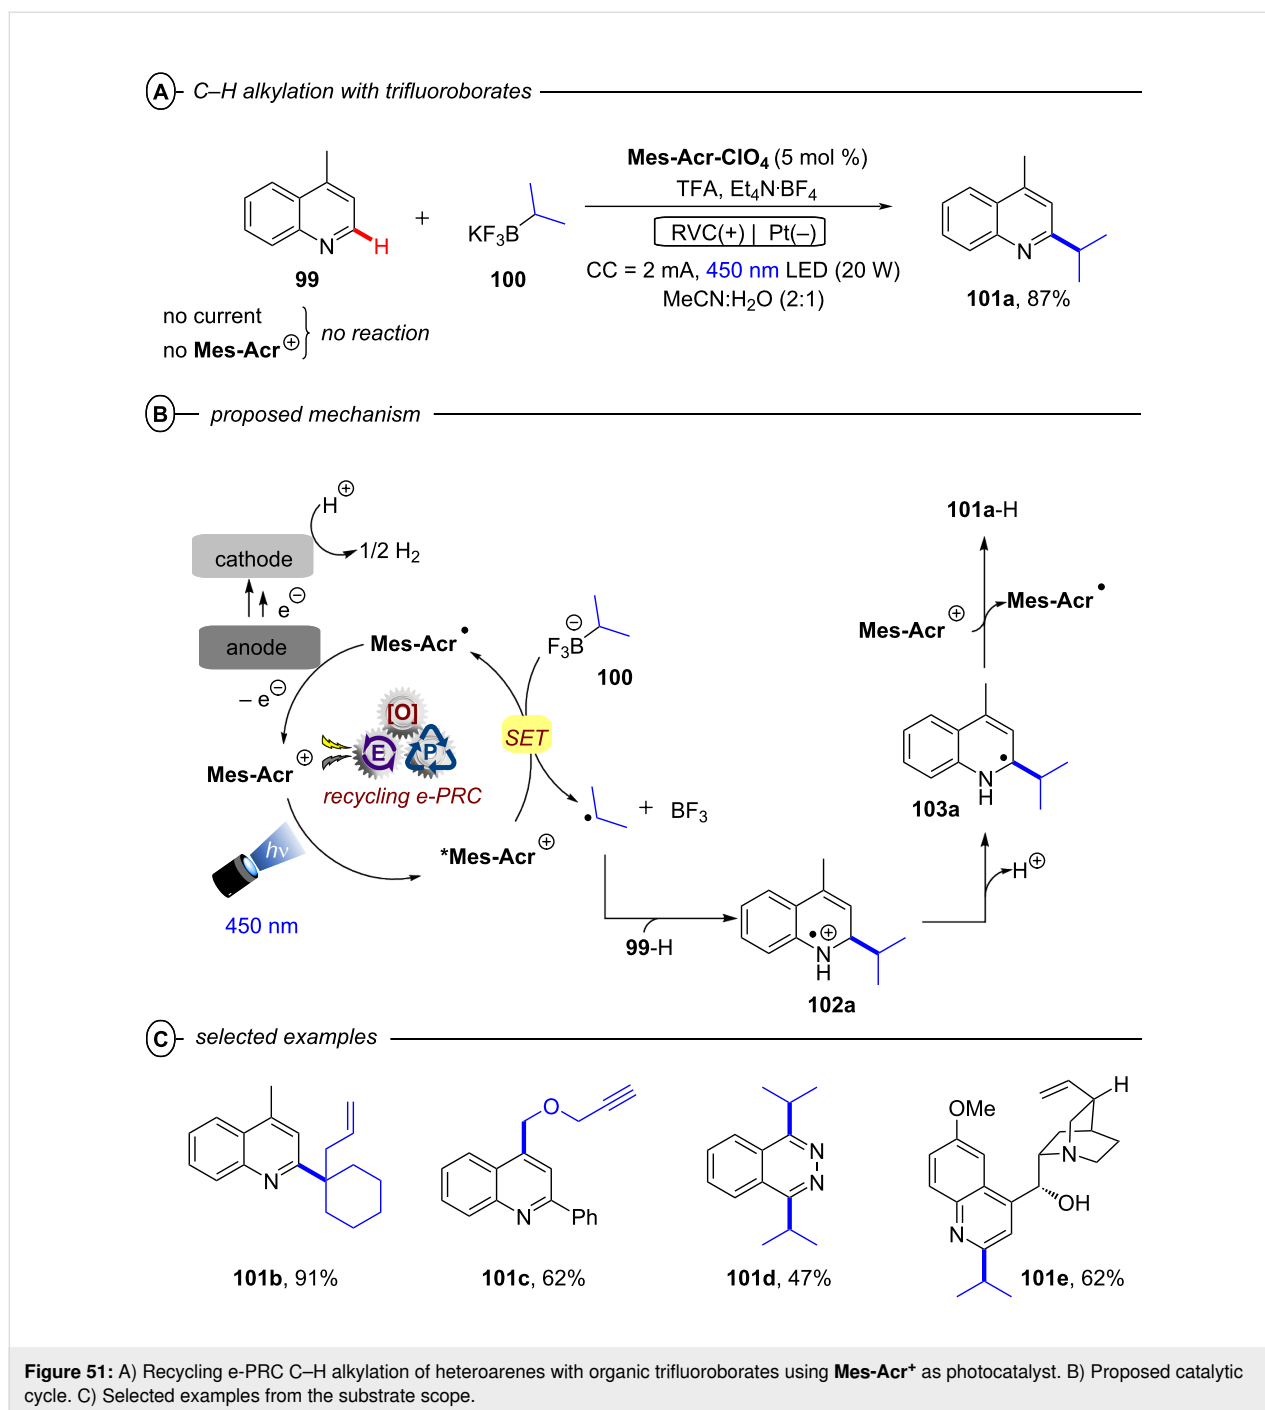 A C–H alkylation with trifluoroborates
N
H
99
+
KF₃B
100
Mes-Acr-ClO₄ (5 mol %)
TFA, Et₄N·BF₄
RVC(+) | Pt(–)
CC = 2 mA, 450 nm LED (20 W)
MeCN:H₂O (2:1)
N
101a, 87%
no current
no Mes-Acr⊕
no reaction
B proposed mechanism
H⊕
cathode
1/2 H₂
e⊖
anode
– e⊖
Mes-Acr•
F₃B⊖
100
[O]
E
P
SET
Mes-Acr⊕
recycling e-PRC
hν
450 nm
*Mes-Acr⊕
• + BF₃
99-H
•⊕
N
H
102a
H⊕
•
N
H
103a
Mes-Acr⊕
Mes-Acr•
101a-H
C selected examples
N
101b, 91%
O
N
Ph
101c, 62%
N
N
101d, 47%
H
OMe
N
OH
N
101e, 62%
Figure 51: A) Recycling e-PRC C–H alkylation of heteroarenes with organic trifluoroborates using Mes-Acr⁺ as photocatalyst. B) Proposed catalytic
cycle. C) Selected examples from the substrate scope.